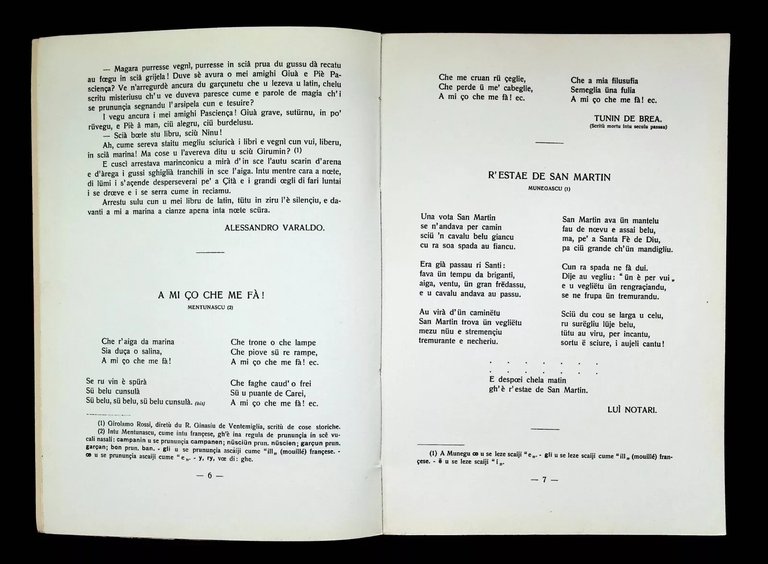 — Magara purresse vegnì, purresse in sciâ prua du gussu dà recatu
au fœgu in sciâ grijela! Duve sè avura o mei amighi Giuà e Piè Pa-
sciença? Ve n'arregurdè ancura du garçunetu che u lezeva u latin, chelu
scritu misteriusu ch'u ve duveva paresce cume e parole de magia ch'i
se prununçia segnandu l'arsipela cun e tesuire?
I vegu ancura i mei amighi Pasciença! Giuà grave, sutürnu, in po'
rüvegu, e Piè à man, ciü alegru, ciü burdelusu.
— Scià bœte stu libru, sciù Ninu!
Ah, cume sereva staitu megliu sciuricà i libri e vegnì cun vui, liberu,
in sciâ marina! Ma cose u l'avereva ditu u sciù Girumin? (1)
E cuscì arrestava marinconicu a mirà d'in sce l'autu scarin d'arena
e d'àrega i gussi sghiglià tranchili in sce l'aiga. Intu mentre cara a nœte,
di lümi i s'açende desperseverai pe' a Çità e i grandi œgli di fari luntai
i se drœve e i se serra cume in reciamu.
Arrestu sulu cun u mei libru de latin, tütu in ziru l'è silençiu, e da-
vanti a mi a marina a cianze apena inta nœte scüra.
ALESSANDRO VARALDO.
A MI ÇO CHE ME FÀ!
MENTUNASCU (2)
Che r'aiga da marina
Sia duça o salina,
A mi ço che me fà!
Se ru vin è spürà
Sü belu cunsulà
Sü belu, sü belu, sü belu cunsulà. (bis)
Che trone o che lampe
Che piove sü re rampe,
A mi ço che me fà!
Che faghe caud' o frei
Sü u puante de Carei,
A mi ço che me fà! ec.
(1) Girolamo Rossi, diretù du R. Ginasiu de Ventemiglia, scritù de cose storiche.
(2) Intu Mentunascu, cume intu françese, gh'è ina regula de prununçia in scê vu-
cali nasali: campanin u se prununçia campanen; nüsciün prun. nüscien; garçun prun.
garçan; bon prun. ban. - gli u se prununçia ascaiji cume "ill„ (mouillé) françese. -
œ u se prununçia ascaiji cume "e„. - y, ry, vœ dì: ghe.
— 6 —
Che me cruan rü çeglie,
Che perde ü me' cabeglie,
A mi ço che me fà! ec.
Che a mia filusufia
Semeglia üna fulia
A mi ço che me fà! ec.
TUNIN DE BREA.
(Scritù mortu intu seculu passau)
R'ESTAE DE SAN MARTIN
MUNEGASCU (1)
Una vota San Martin
se n'andava per camin
sciü 'n cavalu belu giancu
cu ra soa spada au fiancu.
Era già passau ri Santi:
fava ün tempu da briganti,
aiga, ventu, ün gran frëdassu,
e u cavalu andava au passu.
Au virà d'ün caminëtu
San Martin trova ün vegliëtu
mezu nüu e stremençiu
tremurante e necheriu.
San Martin ava ün mantelu
fau de nœvu e assai belu,
ma, pe' a Santa Fè de Diu,
pa ciü grande ch'ün mandigliu.
Cun ra spada ne fà dui.
Dije au vegliu: "ün è per vui„
e u vegliëtu ün rengraçiandu,
se ne frupa ün tremurandu.
Sciü du cou se larga u celu,
ru surëgliu lüje belu,
tütu au viru, per incantu,
sortu ë sciure, i aujeli cantu!
. . . . . . .
. . . . . . .
E despœi chela matin
gh'è r'estae de San Martin.
LUÌ NOTARI.
(1) A Munegu œ u se leze scaiji "e„. - gli u se leze scaiji "ill„ (mouillé) fran-
çese. - ë u se leze scaiji "i„.
— 7 —